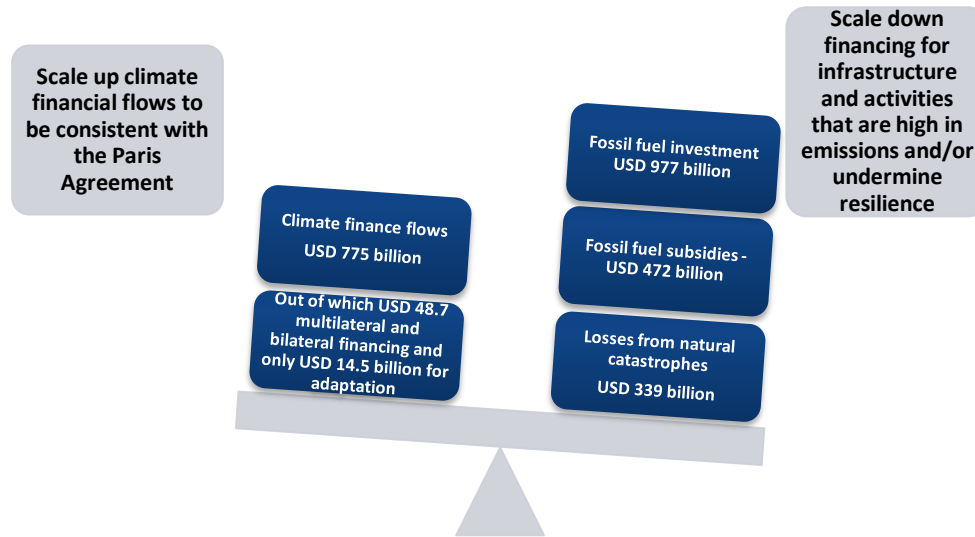 Scale up climate
financial flows to
be consistent with
the Paris
Agreement
Climate finance flows
USD 775 billion
Out of which USD 48.7
multilateral and
bilateral financing and
only USD 14.5 billion for
adaptation
Scale down
financing for
infrastructure
and activities
that are high in
emissions and/or
undermine
resilience
Fossil fuel investment
USD 977 billion
Fossil fuel subsidies -
USD 472 billion
Losses from natural
catastrophes
USD 339 billion